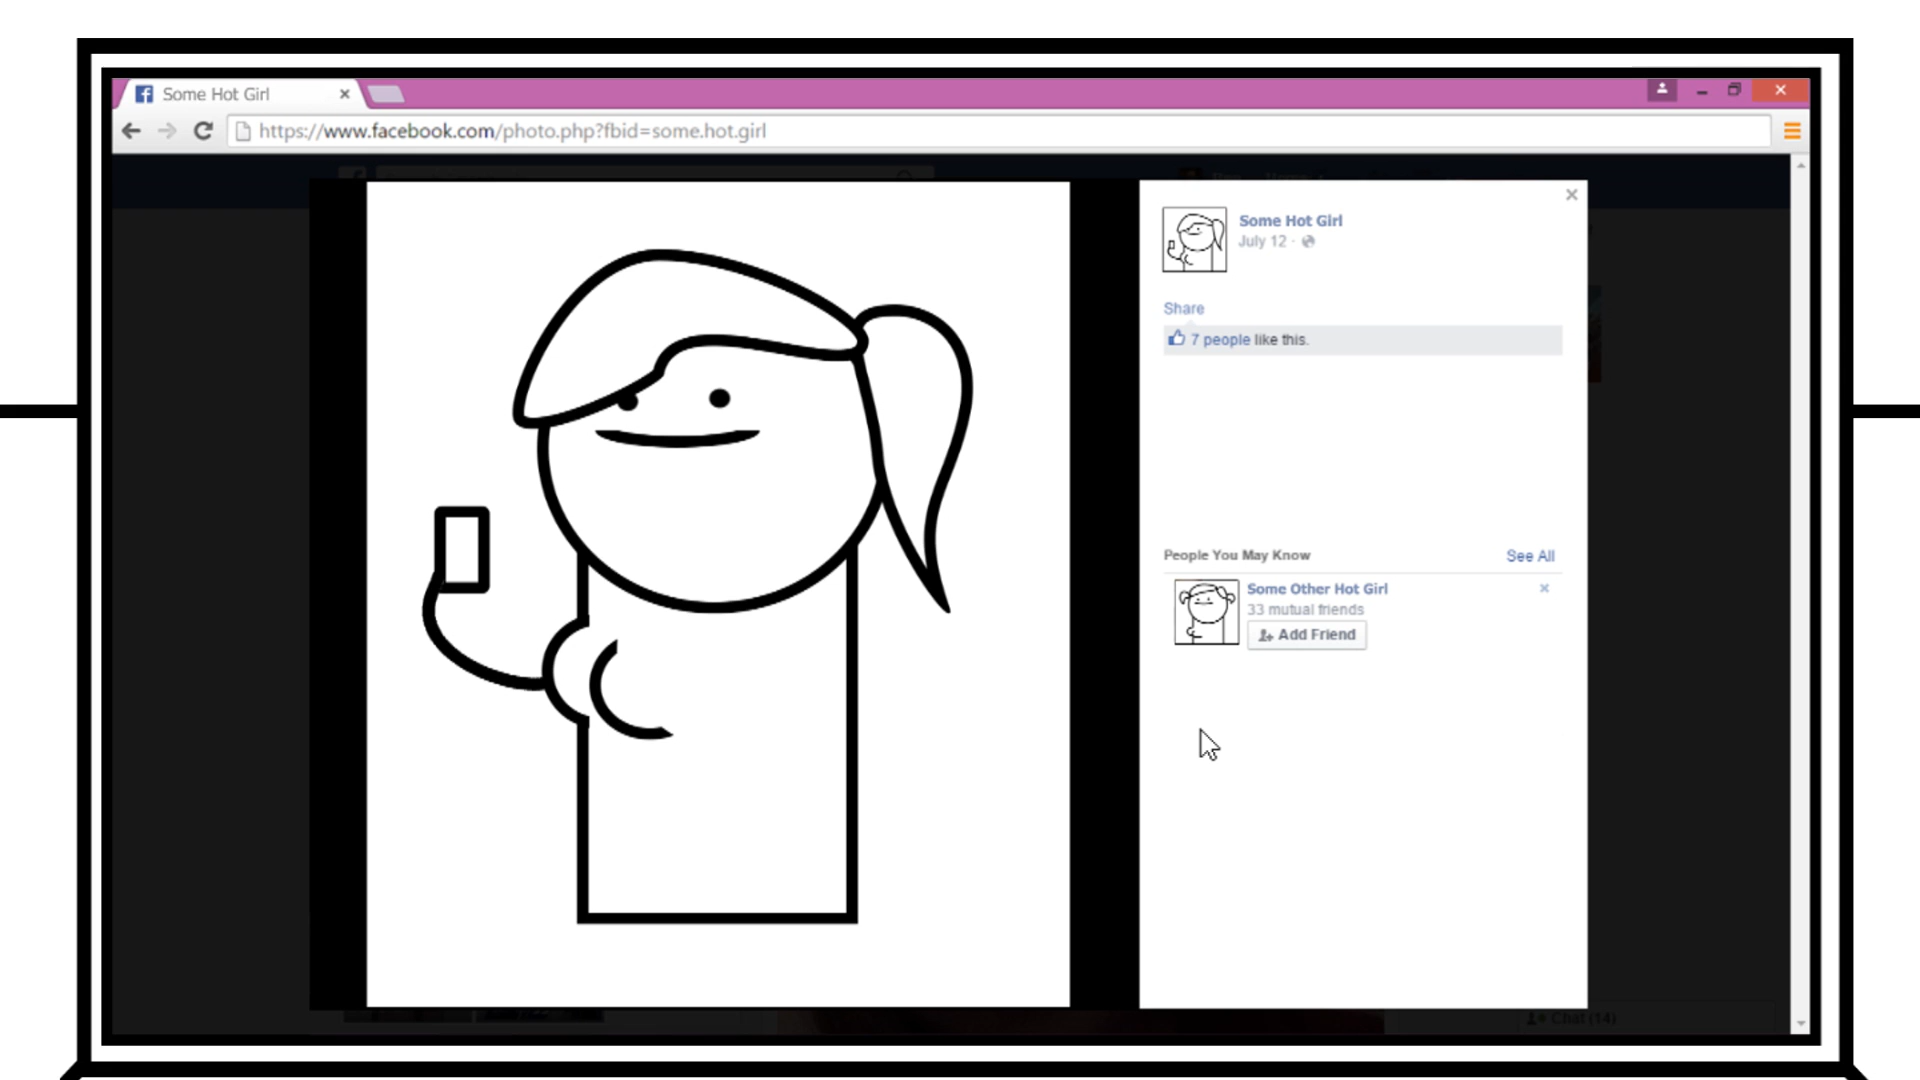 Some Hot Girl
https://www.facebook.com/photo.php?fbid=some.hot.girl
Some Hot Girl
July 12 ·
Share
7 people like this.
People You May Know See All
Some Other Hot Girl
33 mutual friends
Add Friend
Chat (14)